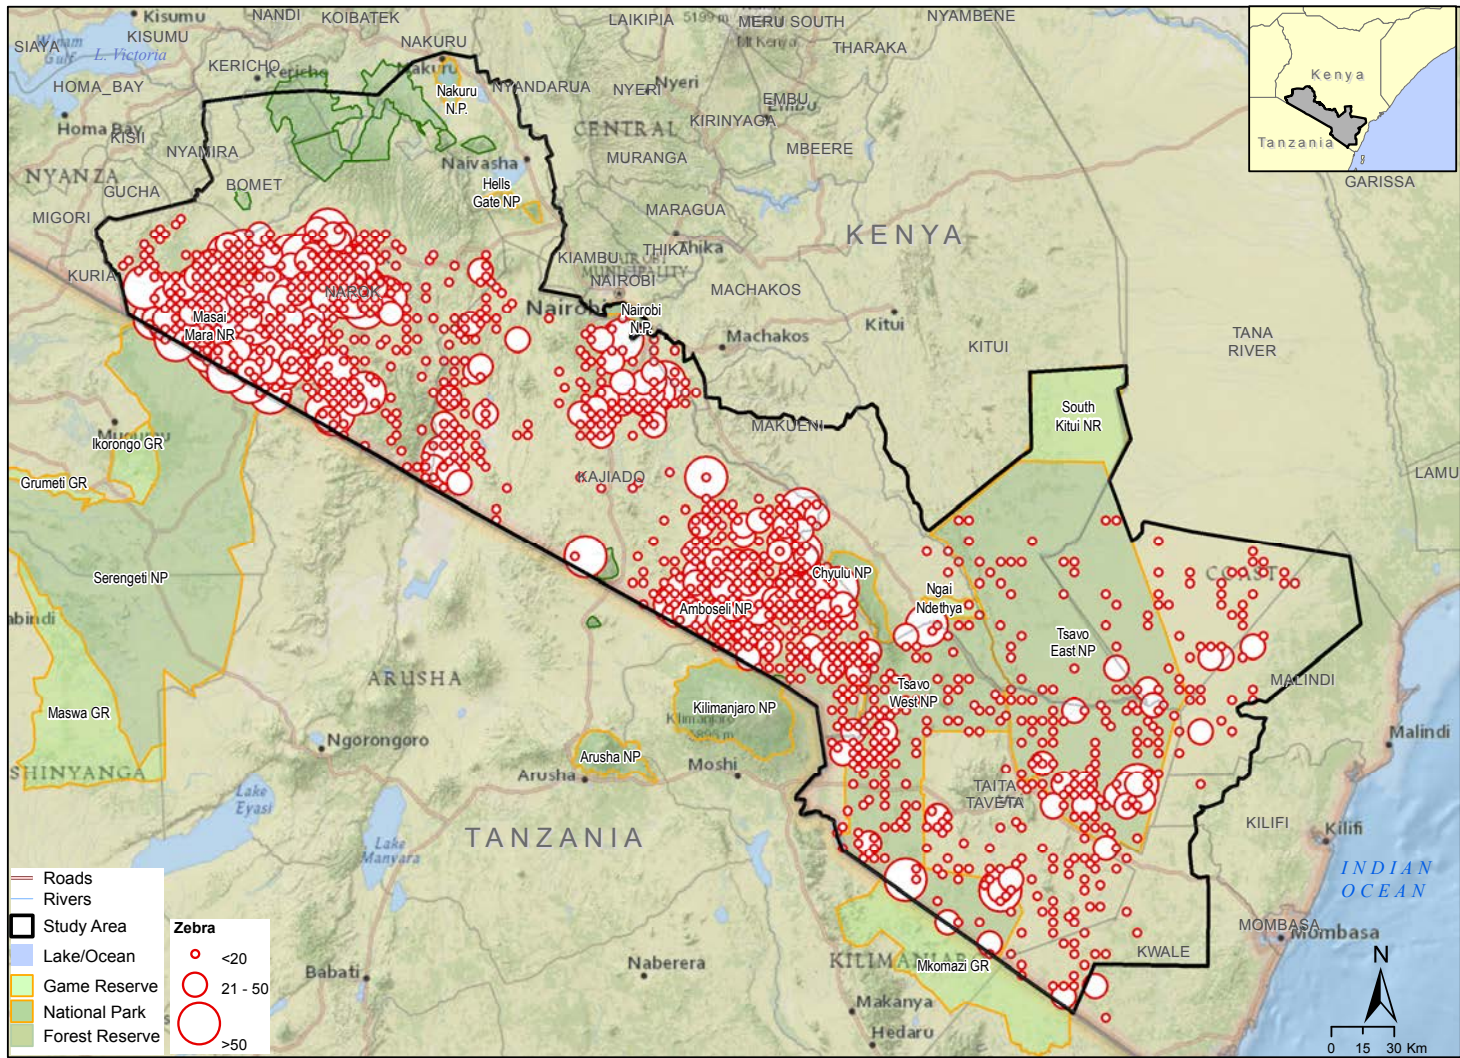 Kisumu
NANDI
KOIBATEK
LAIKIPIA
5199 m
MERU SOUTH
Mt Kenya
NYAMBENE
SIAYA
Gulf
KISUMU
L. Victoria
NAKURU
THARAKA
KERICHO
Kericho
Nakuru
HOMA_BAY
Nakuru
N.P.
NYANDARUA
NYERI
Nyeri
EMBU
Embu
Kenya
Homa Bay
KISII
NYAMIRA
CENTRAL
KIRINYAGA
MBEERE
Tanzania
NYANZA
GUCHA
BOMET
Naivasha
MURANGA
Hells
Gate NP
GARISSA
MIGORI
MARAGUA
KENYA
KURIA
KIAMBU
THIKA
Thika
MUNICIPALITY
NAIROBI
MACHAKOS
NAROK
Nairobi
Nairobi
N.P.
Masai
Mara NR
Machakos
Kitui
KITUI
TANA
RIVER
South
Kitui NR
MAKUENI
Ikorongo GR
Grumeti GR
KAJIADO
LAMU
Serengeti NP
Chyulu NP
COAST
Amboseli NP
Ngai
Ndethya
Tsavo
East NP
ARUSHA
Tsavo
West NP
MALINDI
Maswa GR
Kilimanjaro NP
Kilimanjaro
5895 m
Malindi
Ngorongoro
Arusha NP
Arusha
Moshi
SHINYANGA
Lake
Eyasi
TAITA
TAVETA
KILIFI
Kilifi
TANZANIA
Lake
Manyara
INDIAN
OCEAN
Roads
Rivers
Study Area
Lake/Ocean
Game Reserve
National Park
Forest Reserve
Zebra
<20
21 - 50
>50
Babati
Naberera
KILIMANJAR
Mkomazi GR
Makanya
Hedaru
KWALE
MOMBASA
Mombasa
N
0 15 30 Km